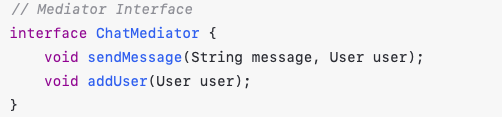 // Mediator Interface
interface ChatMediator {
    void sendMessage(String message, User user);
    void addUser(User user);
}